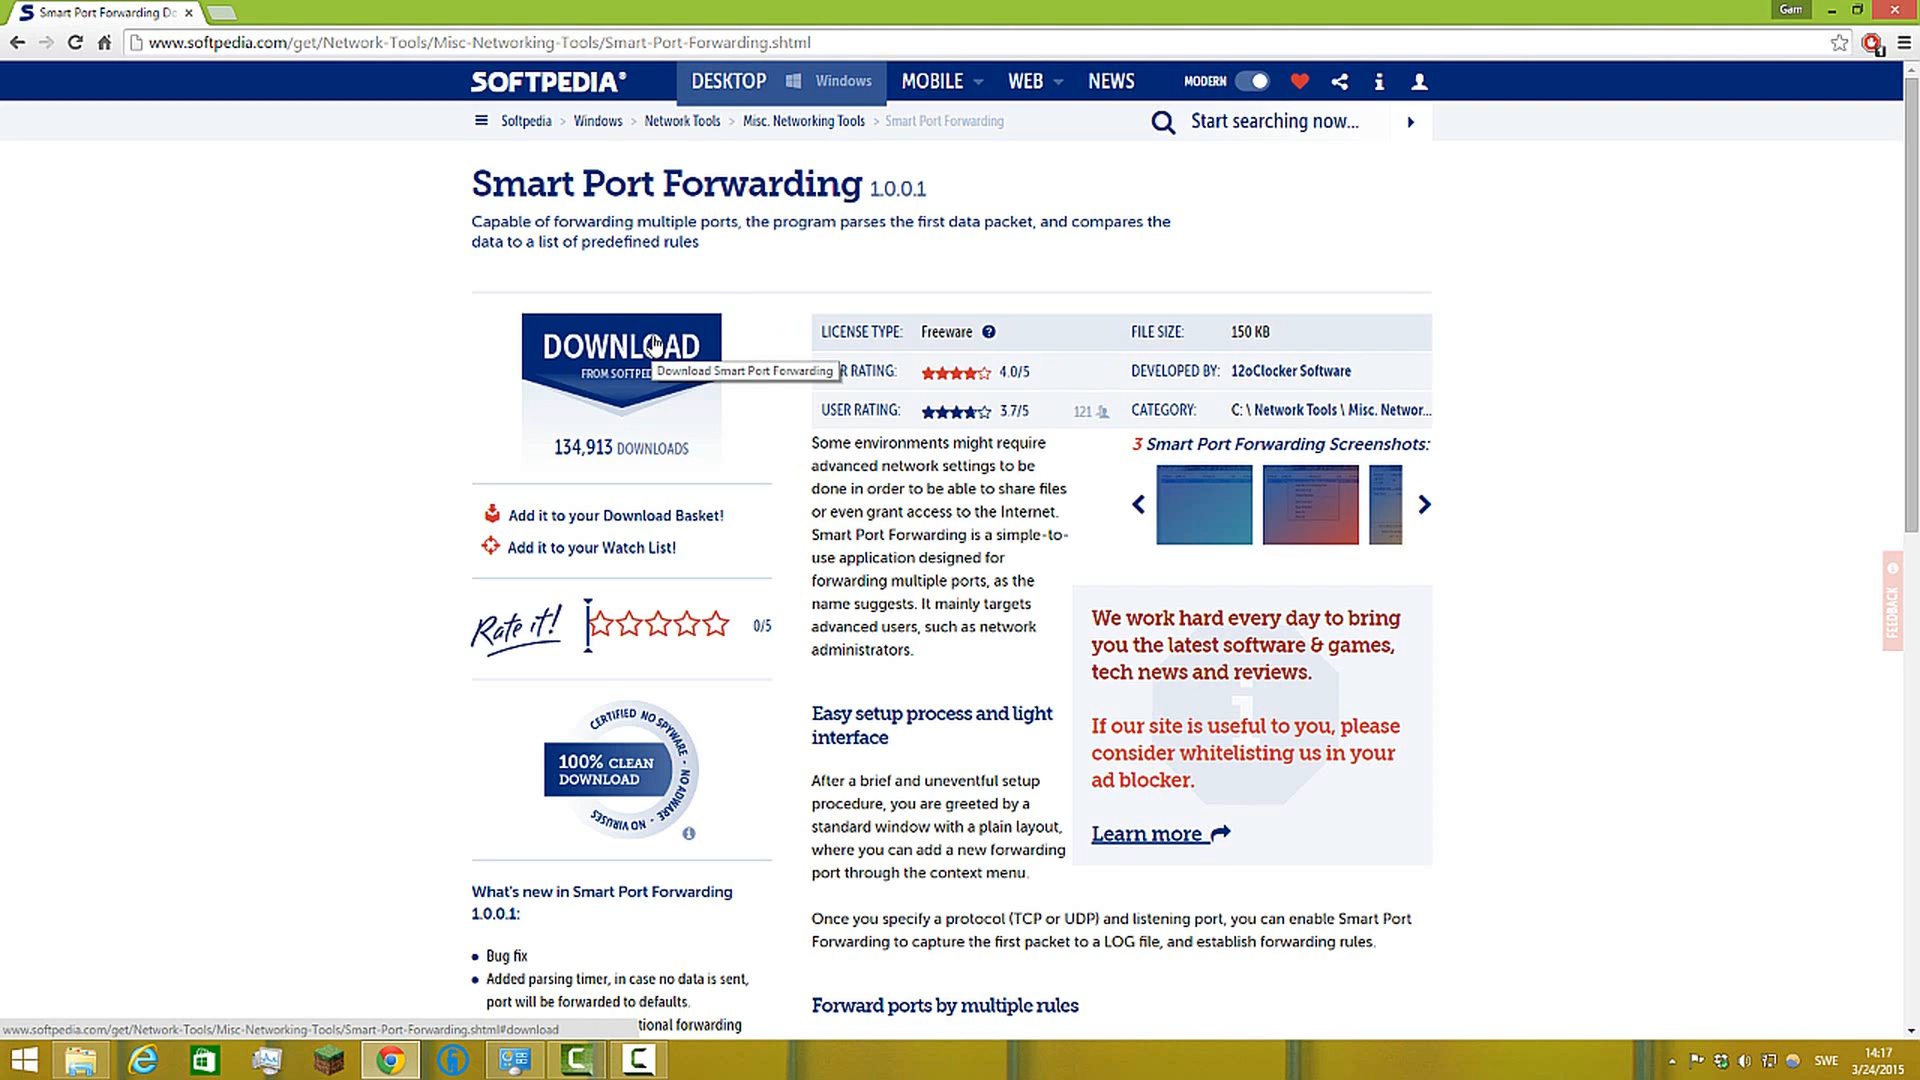 Smart Port Forwarding Do
Gam
www.softpedia.com/get/Network-Tools/Misc-Networking-Tools/Smart-Port-Forwarding.shtml
SOFTPEDIA®
DESKTOP Windows MOBILE WEB NEWS MODERN
Softpedia > Windows > Network Tools > Misc. Networking Tools > Smart Port Forwarding
Start searching now...
Smart Port Forwarding 1.0.0.1
Capable of forwarding multiple ports, the program parses the first data packet, and compares the
data to a list of predefined rules
DOWNLOAD
FROM SOFTPED
Download Smart Port Forwarding
134,913 DOWNLOADS
LICENSE TYPE: Freeware
FILE SIZE: 150 KB
R RATING: 4.0/5
DEVELOPED BY: 12oClocker Software
USER RATING: 3.7/5 121
CATEGORY: C: \ Network Tools \ Misc. Networ...
Add it to your Download Basket!
Add it to your Watch List!
Rate it! 0/5
CERTIFIED NO SPYWARE - NO ADWARE - NO VIRUSES
100% CLEAN
DOWNLOAD
What's new in Smart Port Forwarding
1.0.0.1:
Bug fix
Added parsing timer, in case no data is sent,
port will be forwarded to defaults.
tional forwarding
Some environments might require
advanced network settings to be
done in order to be able to share files
or even grant access to the Internet.
Smart Port Forwarding is a simple-to-
use application designed for
forwarding multiple ports, as the
name suggests. It mainly targets
advanced users, such as network
administrators.
3 Smart Port Forwarding Screenshots:
We work hard every day to bring
you the latest software & games,
tech news and reviews.
If our site is useful to you, please
consider whitelisting us in your
ad blocker.
Learn more
Easy setup process and light
interface
After a brief and uneventful setup
procedure, you are greeted by a
standard window with a plain layout,
where you can add a new forwarding
port through the context menu.
Once you specify a protocol (TCP or UDP) and listening port, you can enable Smart Port
Forwarding to capture the first packet to a LOG file, and establish forwarding rules.
Forward ports by multiple rules
FEEDBACK
www.softpedia.com/get/Network-Tools/Misc-Networking-Tools/Smart-Port-Forwarding.shtml#download
SWE
14:17
3/24/2015